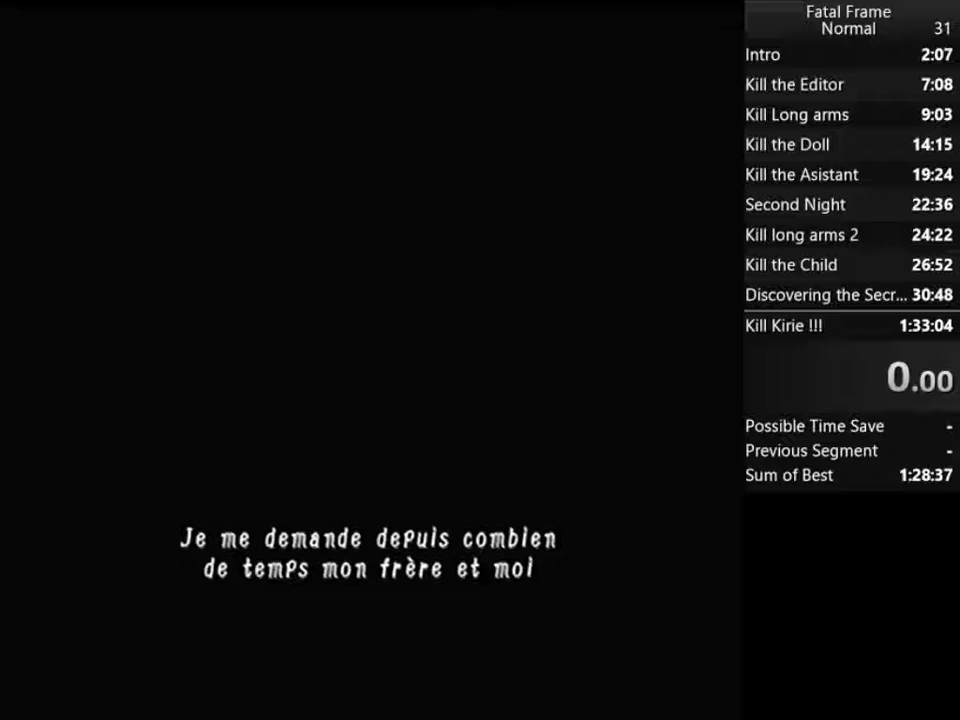 Fatal Frame
Normal 31
Intro 2:07
Kill the Editor 7:08
Kill Long arms 9:03
Kill the Doll 14:15
Kill the Asistant 19:24
Second Night 22:36
Kill long arms 2 24:22
Kill the Child 26:52
Discovering the Secr... 30:48
Kill Kirie !!! 1:33:04
0.00
Possible Time Save -
Previous Segment -
Sum of Best 1:28:37
Je me demande depuis combien
de temps mon frère et moi